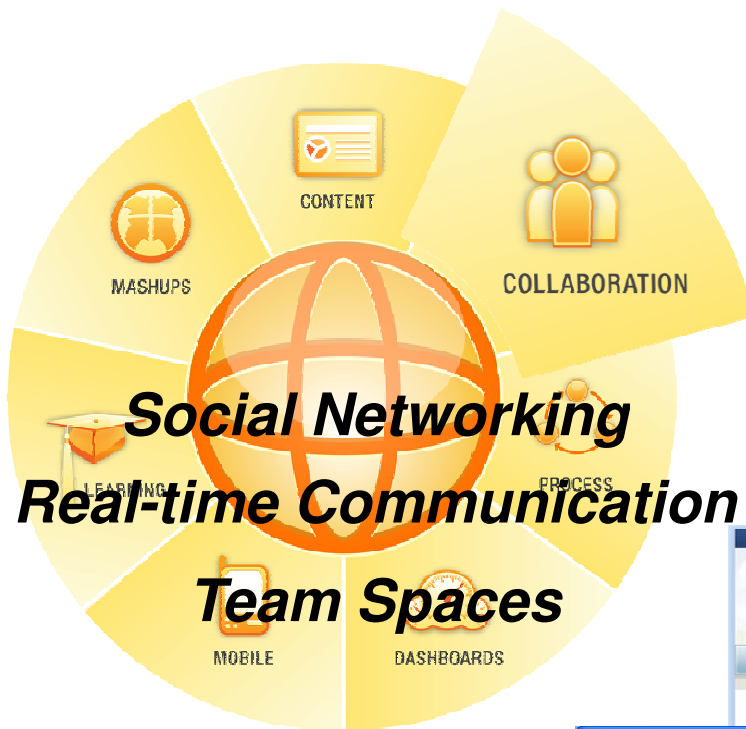 CONTENT
COLLABORATION
MASHUPS
Social Networking
LEARNING
PROCESS
Real-time Communication
Team Spaces
MOBILE
DASHBOARDS